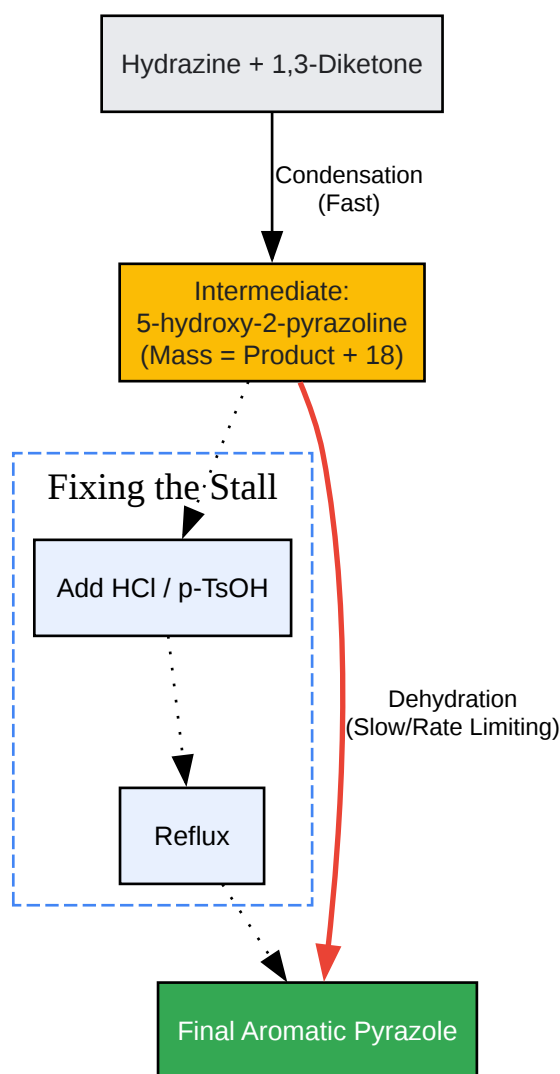 Hydrazine + 1,3-Diketone
Condensation
(Fast)
Intermediate:
5-hydroxy-2-pyrazoline
(Mass = Product + 18)
Fixing the Stall
Add HCl / p-TsOH
Dehydration
(Slow/Rate Limiting)
Reflux
Final Aromatic Pyrazole